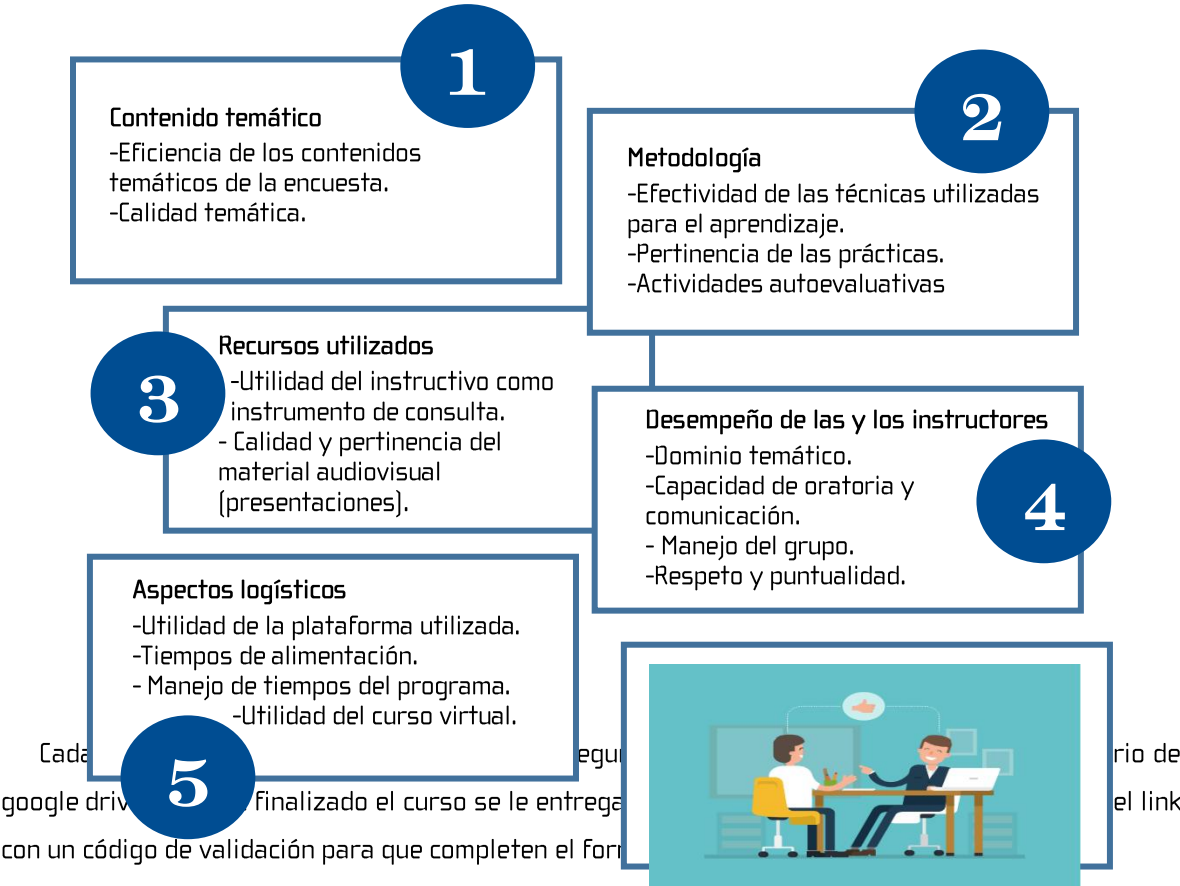 1
Contenido temático
-Eficiencia de los contenidos
temáticos de la encuesta.
-Calidad temática.
2
Metodología
-Efectividad de las técnicas utilizadas
para el aprendizaje.
-Pertinencia de las prácticas.
-Actividades autoevaluativas
3
Recursos utilizados
-Utilidad del instructivo como
instrumento de consulta.
- Calidad y pertinencia del
material audiovisual
(presentaciones).
4
Desempeño de las y los instructores
-Dominio temático.
-Capacidad de oratoria y
comunicación.
- Manejo del grupo.
-Respeto y puntualidad.
5
Aspectos logísticos
-Utilidad de la plataforma utilizada.
-Tiempos de alimentación.
- Manejo de tiempos del programa.
-Utilidad del curso virtual.
Cada de
google finalizado el curso se le el link
con un código de validación para que completen el